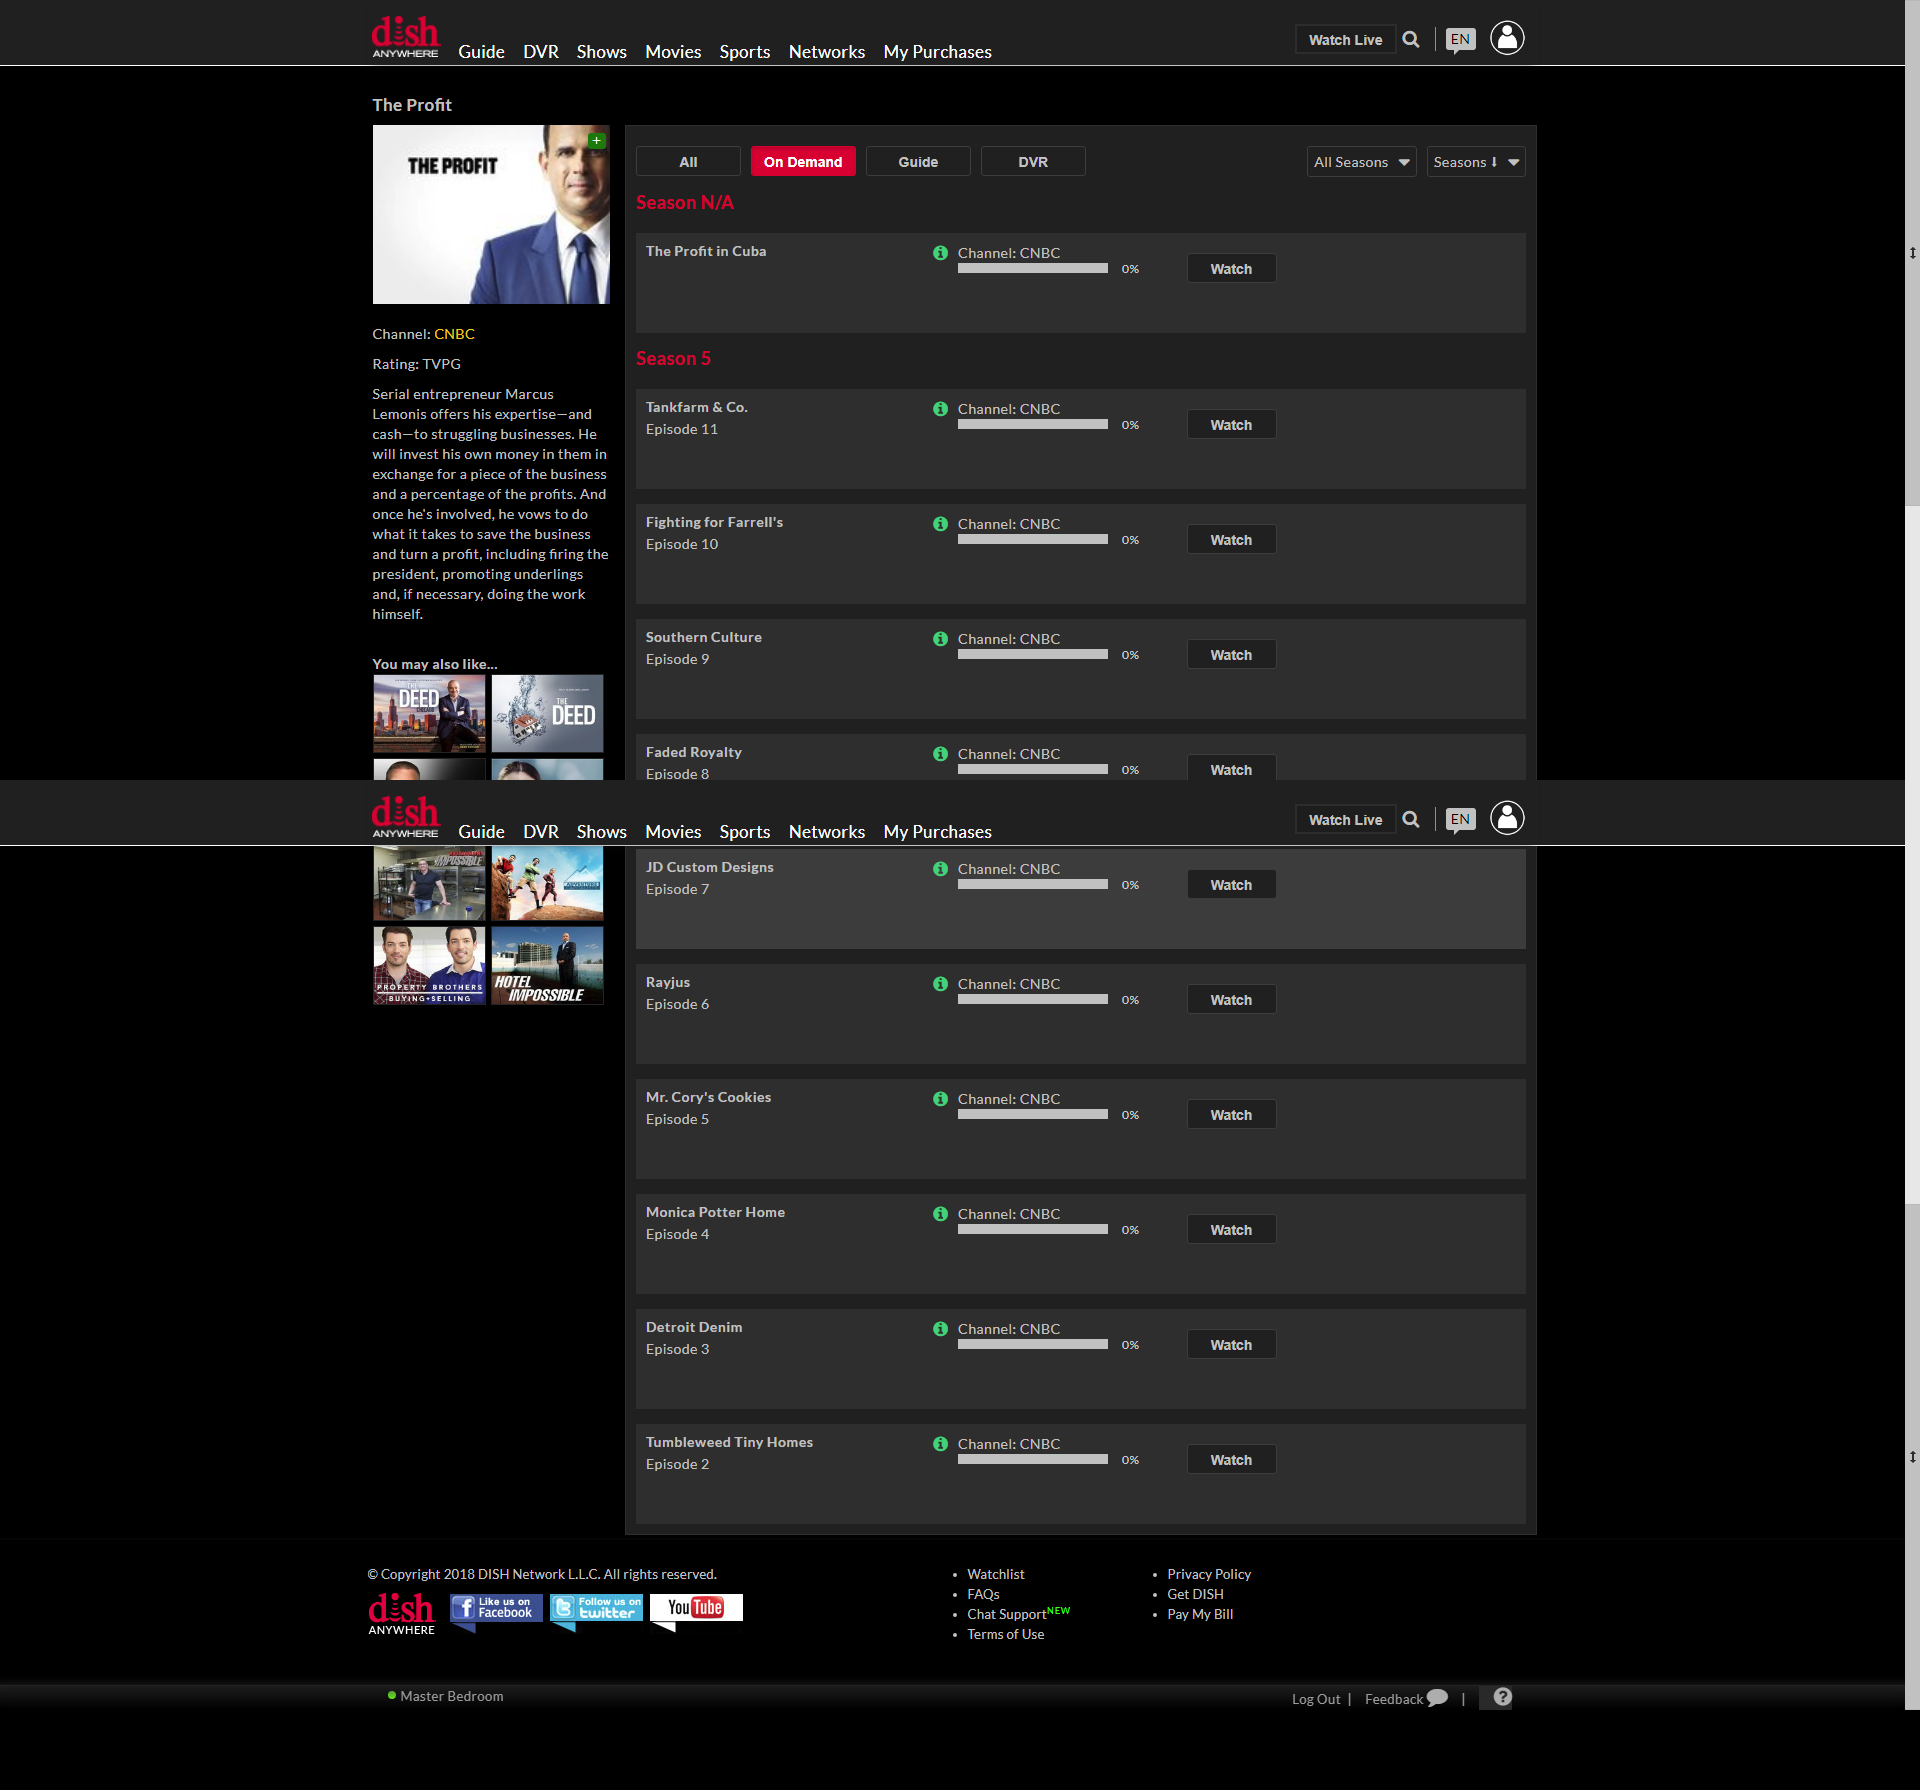 dish
ANYWHERE
Guide DVR Shows Movies Sports Networks My Purchases
Watch Live
EN
The Profit
THE PROFIT
+
Channel: CNBC
Rating: TVPG
Serial entrepreneur Marcus
Lemonis offers his expertise—and
cash—to struggling businesses. He
will invest his own money in them in
exchange for a piece of the business
and a percentage of the profits. And
once he's involved, he vows to do
what it takes to save the business
and turn a profit, including firing the
president, promoting underlings
and, if necessary, doing the work
himself.
You may also like...
THE DEED
THE DEED
All On Demand Guide DVR
All Seasons
Seasons
Season N/A
The Profit in Cuba
Channel: CNBC
0%
Watch
Season 5
Tankfarm & Co.
Episode 11
Channel: CNBC
0%
Watch
Fighting for Farrell's
Episode 10
Channel: CNBC
0%
Watch
Southern Culture
Episode 9
Channel: CNBC
0%
Watch
Faded Royalty
Episode 8
Channel: CNBC
0%
Watch
dish
ANYWHERE
Guide DVR Shows Movies Sports Networks My Purchases
Watch Live
EN
IMPOSSIBLE
PROPERTY BROTHERS
BUYING+SELLING
HOTEL
IMPOSSIBLE
JD Custom Designs
Episode 7
Channel: CNBC
0%
Watch
Rayjus
Episode 6
Channel: CNBC
0%
Watch
Mr. Cory's Cookies
Episode 5
Channel: CNBC
0%
Watch
Monica Potter Home
Episode 4
Channel: CNBC
0%
Watch
Detroit Denim
Episode 3
Channel: CNBC
0%
Watch
Tumbleweed Tiny Homes
Episode 2
Channel: CNBC
0%
Watch
© Copyright 2018 DISH Network L.L.C. All rights reserved.
dish
ANYWHERE
Like us on
Facebook
Follow us on
twitter
YouTube
Watchlist
FAQs
Chat Support NEW
Terms of Use
Privacy Policy
Get DISH
Pay My Bill
Master Bedroom
Log Out | Feedback | ?